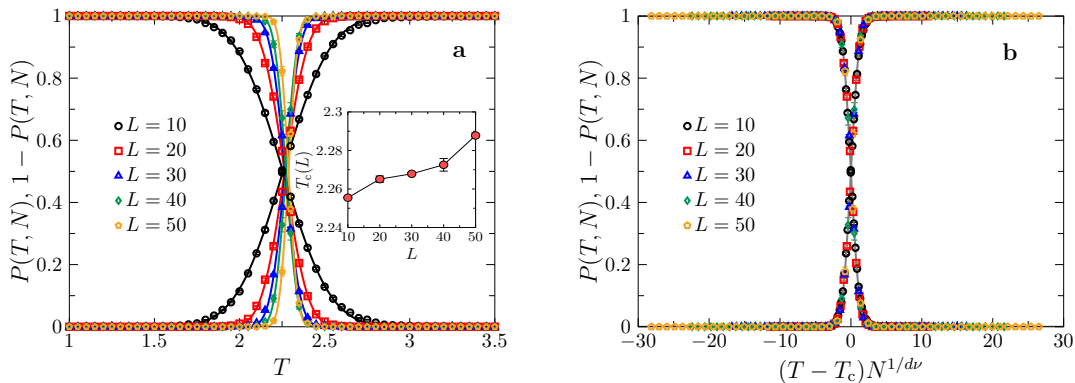 a
P(T, N), 1 − P(T, N)
1
0.8
0.6
0.4
0.2
0
L = 10
L = 20
L = 30
L = 40
L = 50
1
1.5
2
2.5
3
3.5
T
T_c(L)
2.3
2.28
2.26
2.24
10
20
30
40
50
L
b
P(T, N), 1 − P(T, N)
1
0.8
0.6
0.4
0.2
0
L = 10
L = 20
L = 30
L = 40
L = 50
−30
−20
−10
0
10
20
30
(T − T_c)N^{1/dν}